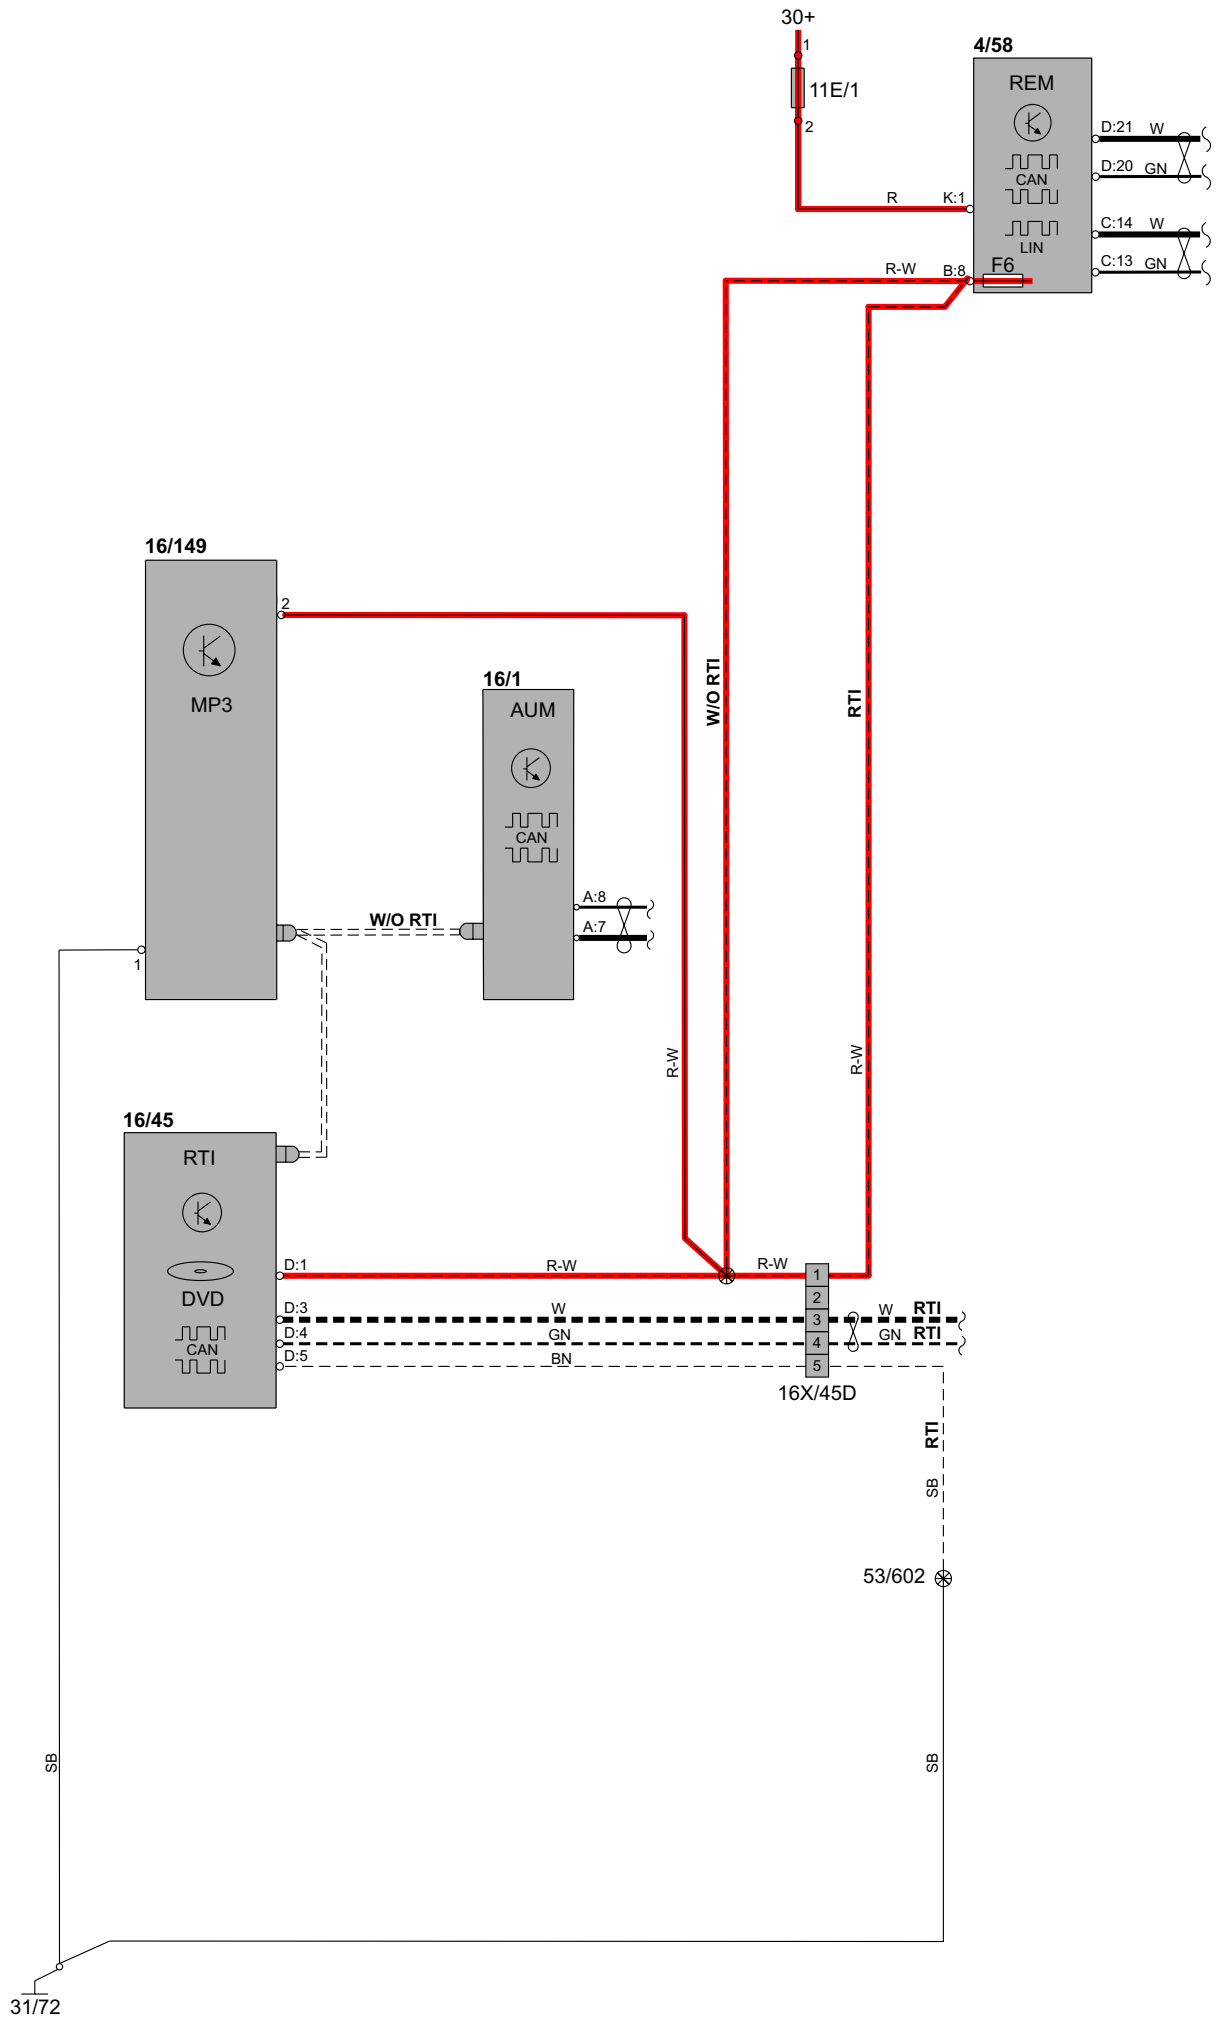 30+
1
11E/1
2
4/58
REM
CAN
LIN
D:21 W
D:20 GN
C:14 W
C:13 GN
R K:1
R-W B:8 F6
16/149
2
MP3
16/1
AUM
CAN
A:8
A:7
W/O RTI
RTI
W/O RTI
1
R-W
R-W
16/45
RTI
DVD
CAN
D:1 R-W R-W 1
2
D:3 W 3 W RTI
D:4 GN 4 GN RTI
D:5 BN 5
16X/45D
RTI
SB
53/602
SB
SB
31/72